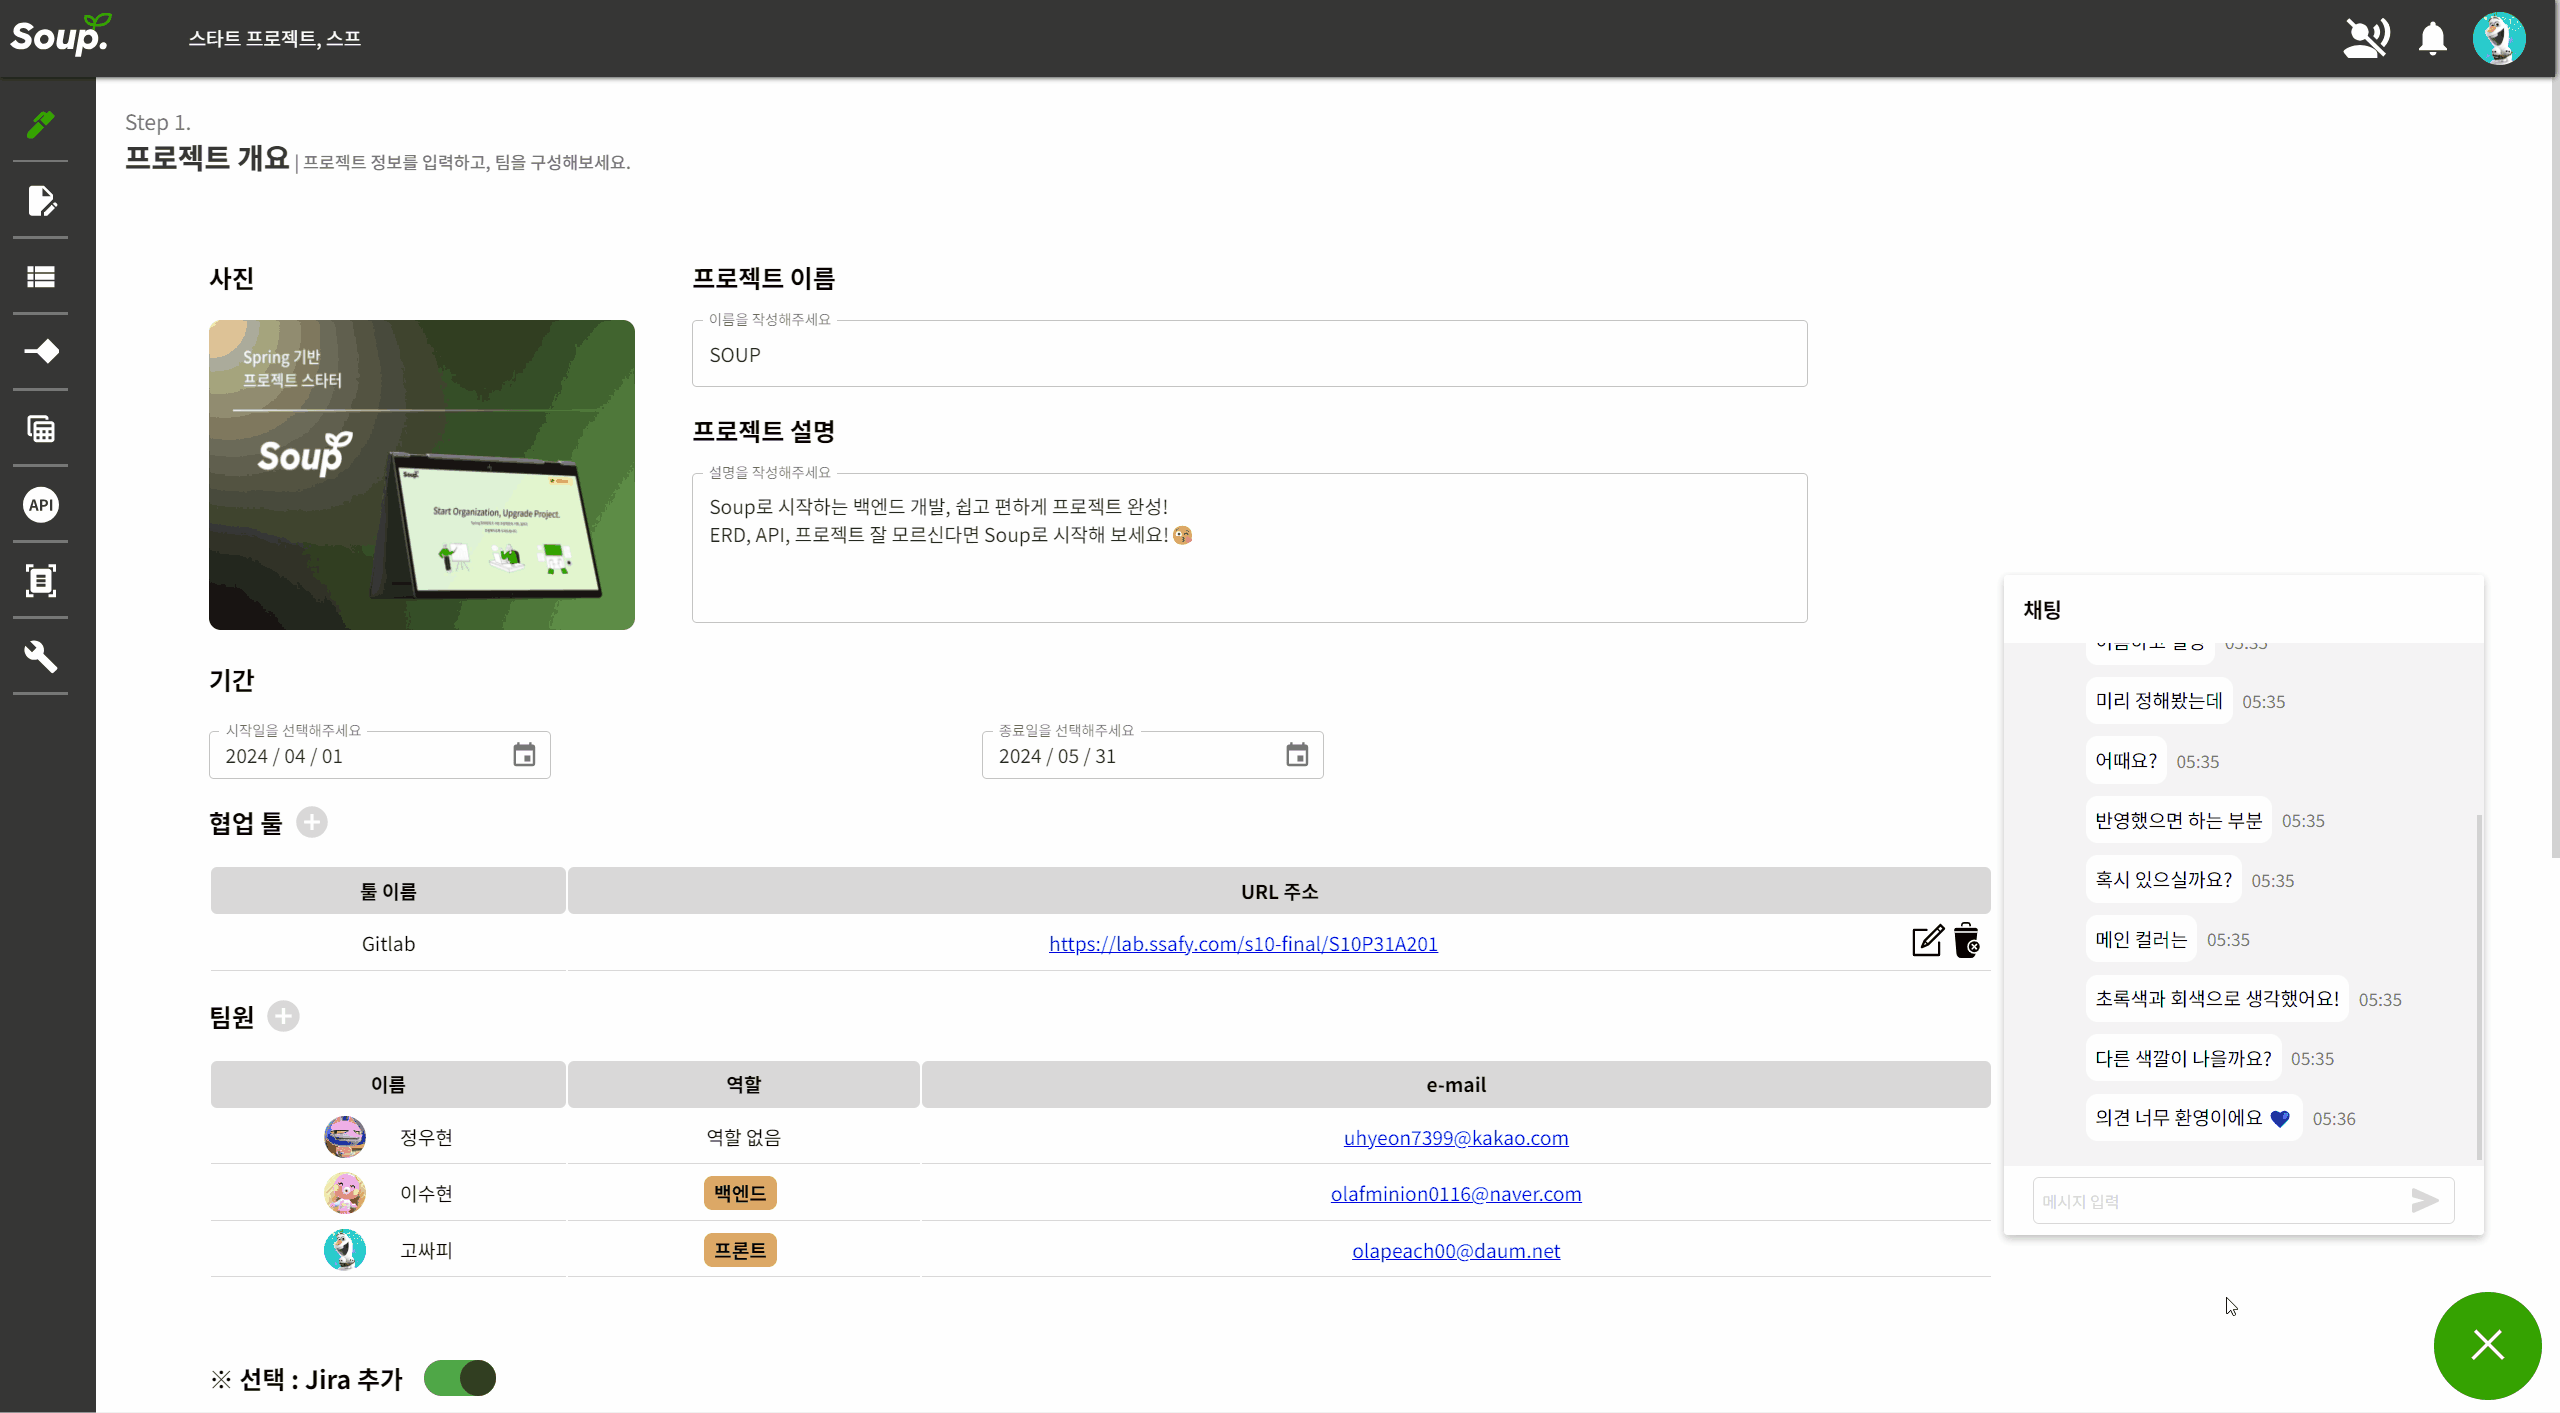 Soup.
스타트 프로젝트, 스프
Step 1.
프로젝트 개요 | 프로젝트 정보를 입력하고, 팀을 구성해보세요.
사진
Spring 기반
프로젝트 스타터
Soup
Start Organization, Upgrade Project.
프로젝트 이름
이름을 작성해주세요
SOUP
프로젝트 설명
설명을 작성해주세요
Soup로 시작하는 백엔드 개발, 쉽고 편하게 프로젝트 완성!
ERD, API, 프로젝트 잘 모르신다면 Soup로 시작해 보세요!😘
API
기간
시작일을 선택해주세요
2024 / 04 / 01
종료일을 선택해주세요
2024 / 05 / 31
협업 툴
툴 이름 URL 주소
Gitlab https://lab.ssafy.com/s10-final/S10P31A201
팀원
이름 역할 e-mail
정우현 역할 없음 uhyeon7399@kakao.com
이수현 백엔드 olafminion0116@naver.com
고싸피 프론트 olapeach00@daum.net
※ 선택 : Jira 추가
채팅
05:35
미리 정해봤는데 05:35
어때요? 05:35
반영했으면 하는 부분 05:35
혹시 있으실까요? 05:35
메인 컬러는 05:35
초록색과 회색으로 생각했어요! 05:35
다른 색깔이 나을까요? 05:35
의견 너무 환영이에요 💙 05:36
메시지 입력